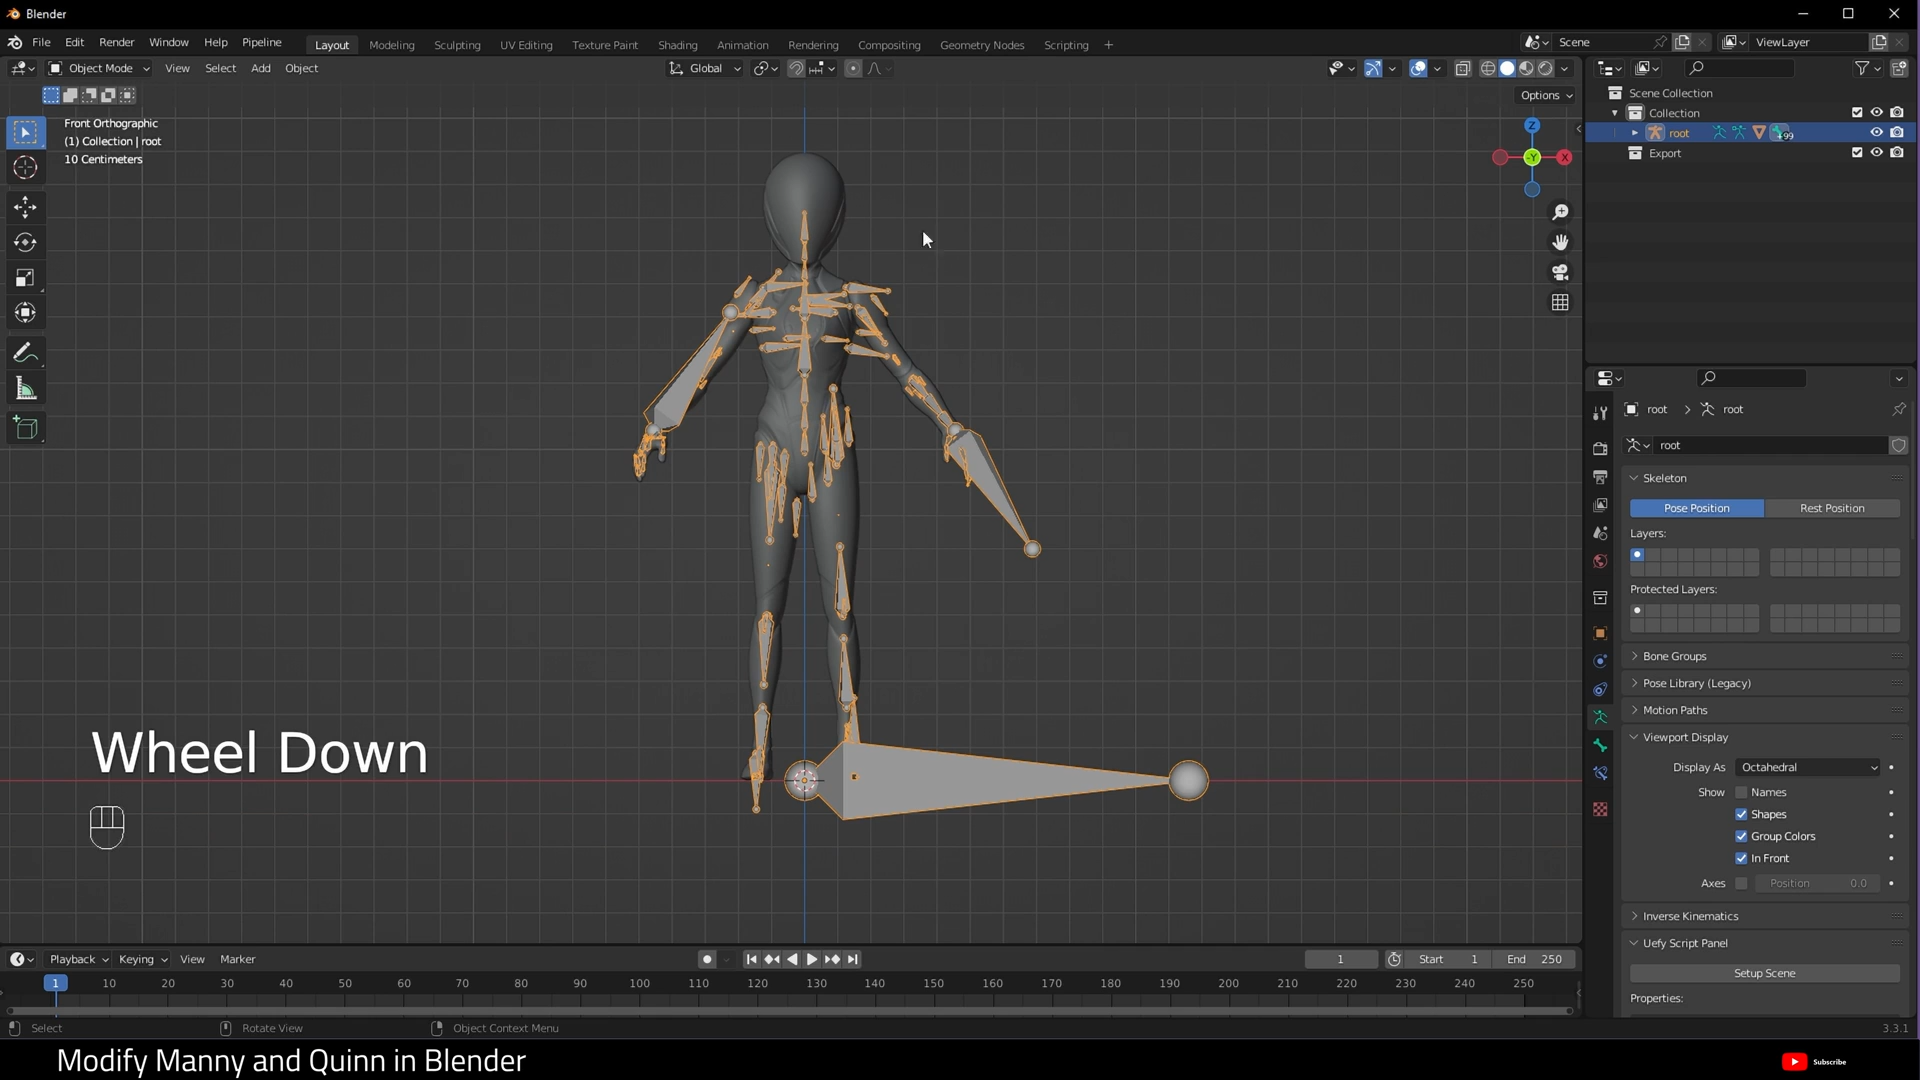 Blender
File Edit Render Window Help Pipeline Layout Modeling Sculpting UV Editing Texture Paint Shading Animation Rendering Compositing Geometry Nodes Scripting + Scene ViewLayer
Object Mode View Select Add Object Global
Options
Front Orthographic
(1) Collection | root
10 Centimeters
Z
-Y X
Scene Collection
Collection
root +99
Export
root > root
root
Skeleton
Pose Position Rest Position
Layers:
Protected Layers:
Bone Groups
Pose Library (Legacy)
Motion Paths
Viewport Display
Display As Octahedral
Show Names
Shapes
Group Colors
In Front
Axes Position 0.0
Inverse Kinematics
Uefy Script Panel
Setup Scene
Properties:
Wheel Down
Playback Keying View Marker 1 Start 1 End 250
1 10 20 30 40 50 60 70 80 90 100 110 120 130 140 150 160 170 180 190 200 210 220 230 240 250
Select Rotate View Object Context Menu 3.3.1
Modify Manny and Quinn in Blender
Subscribe